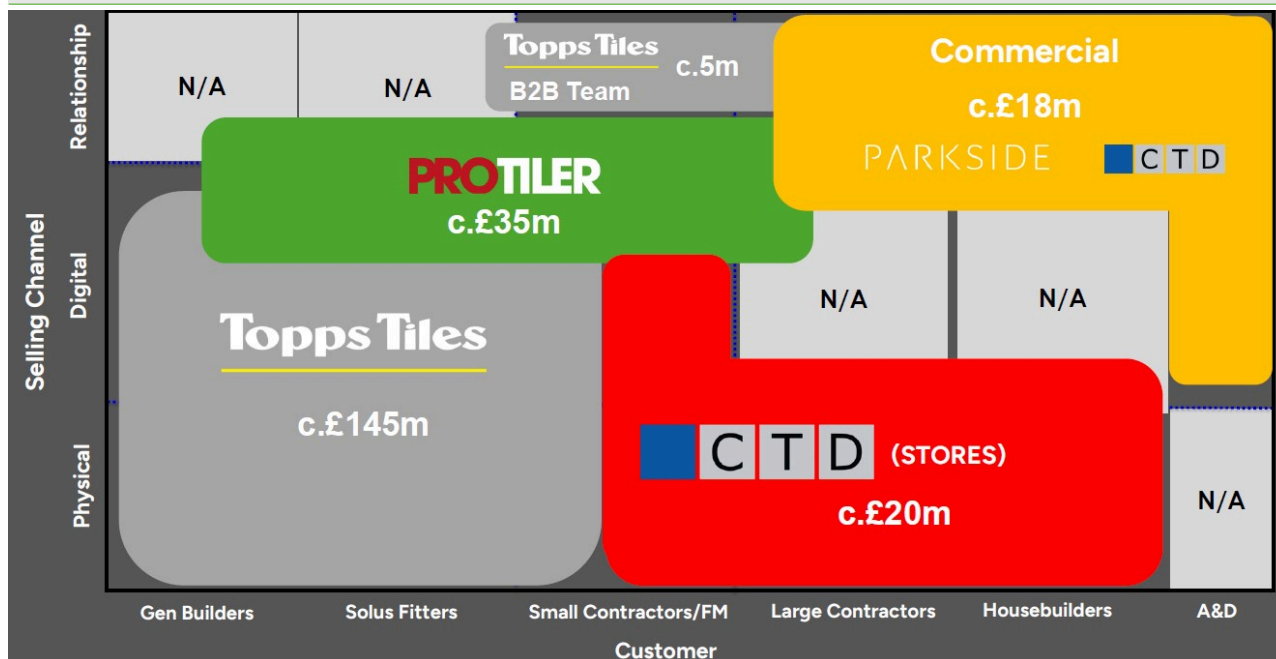 Relationship
Digital
Physical
Selling Channel
N/A
N/A
Topps Tiles
B2B Team
c.5m
Commercial
c.£18m
PARKSIDE
CTD
PROTILER
c.£35m
Topps Tiles
c.£145m
N/A
N/A
CTD (STORES)
c.£20m
N/A
Gen Builders
Solus Fitters
Small Contractors/FM
Large Contractors
Housebuilders
A&D
Customer